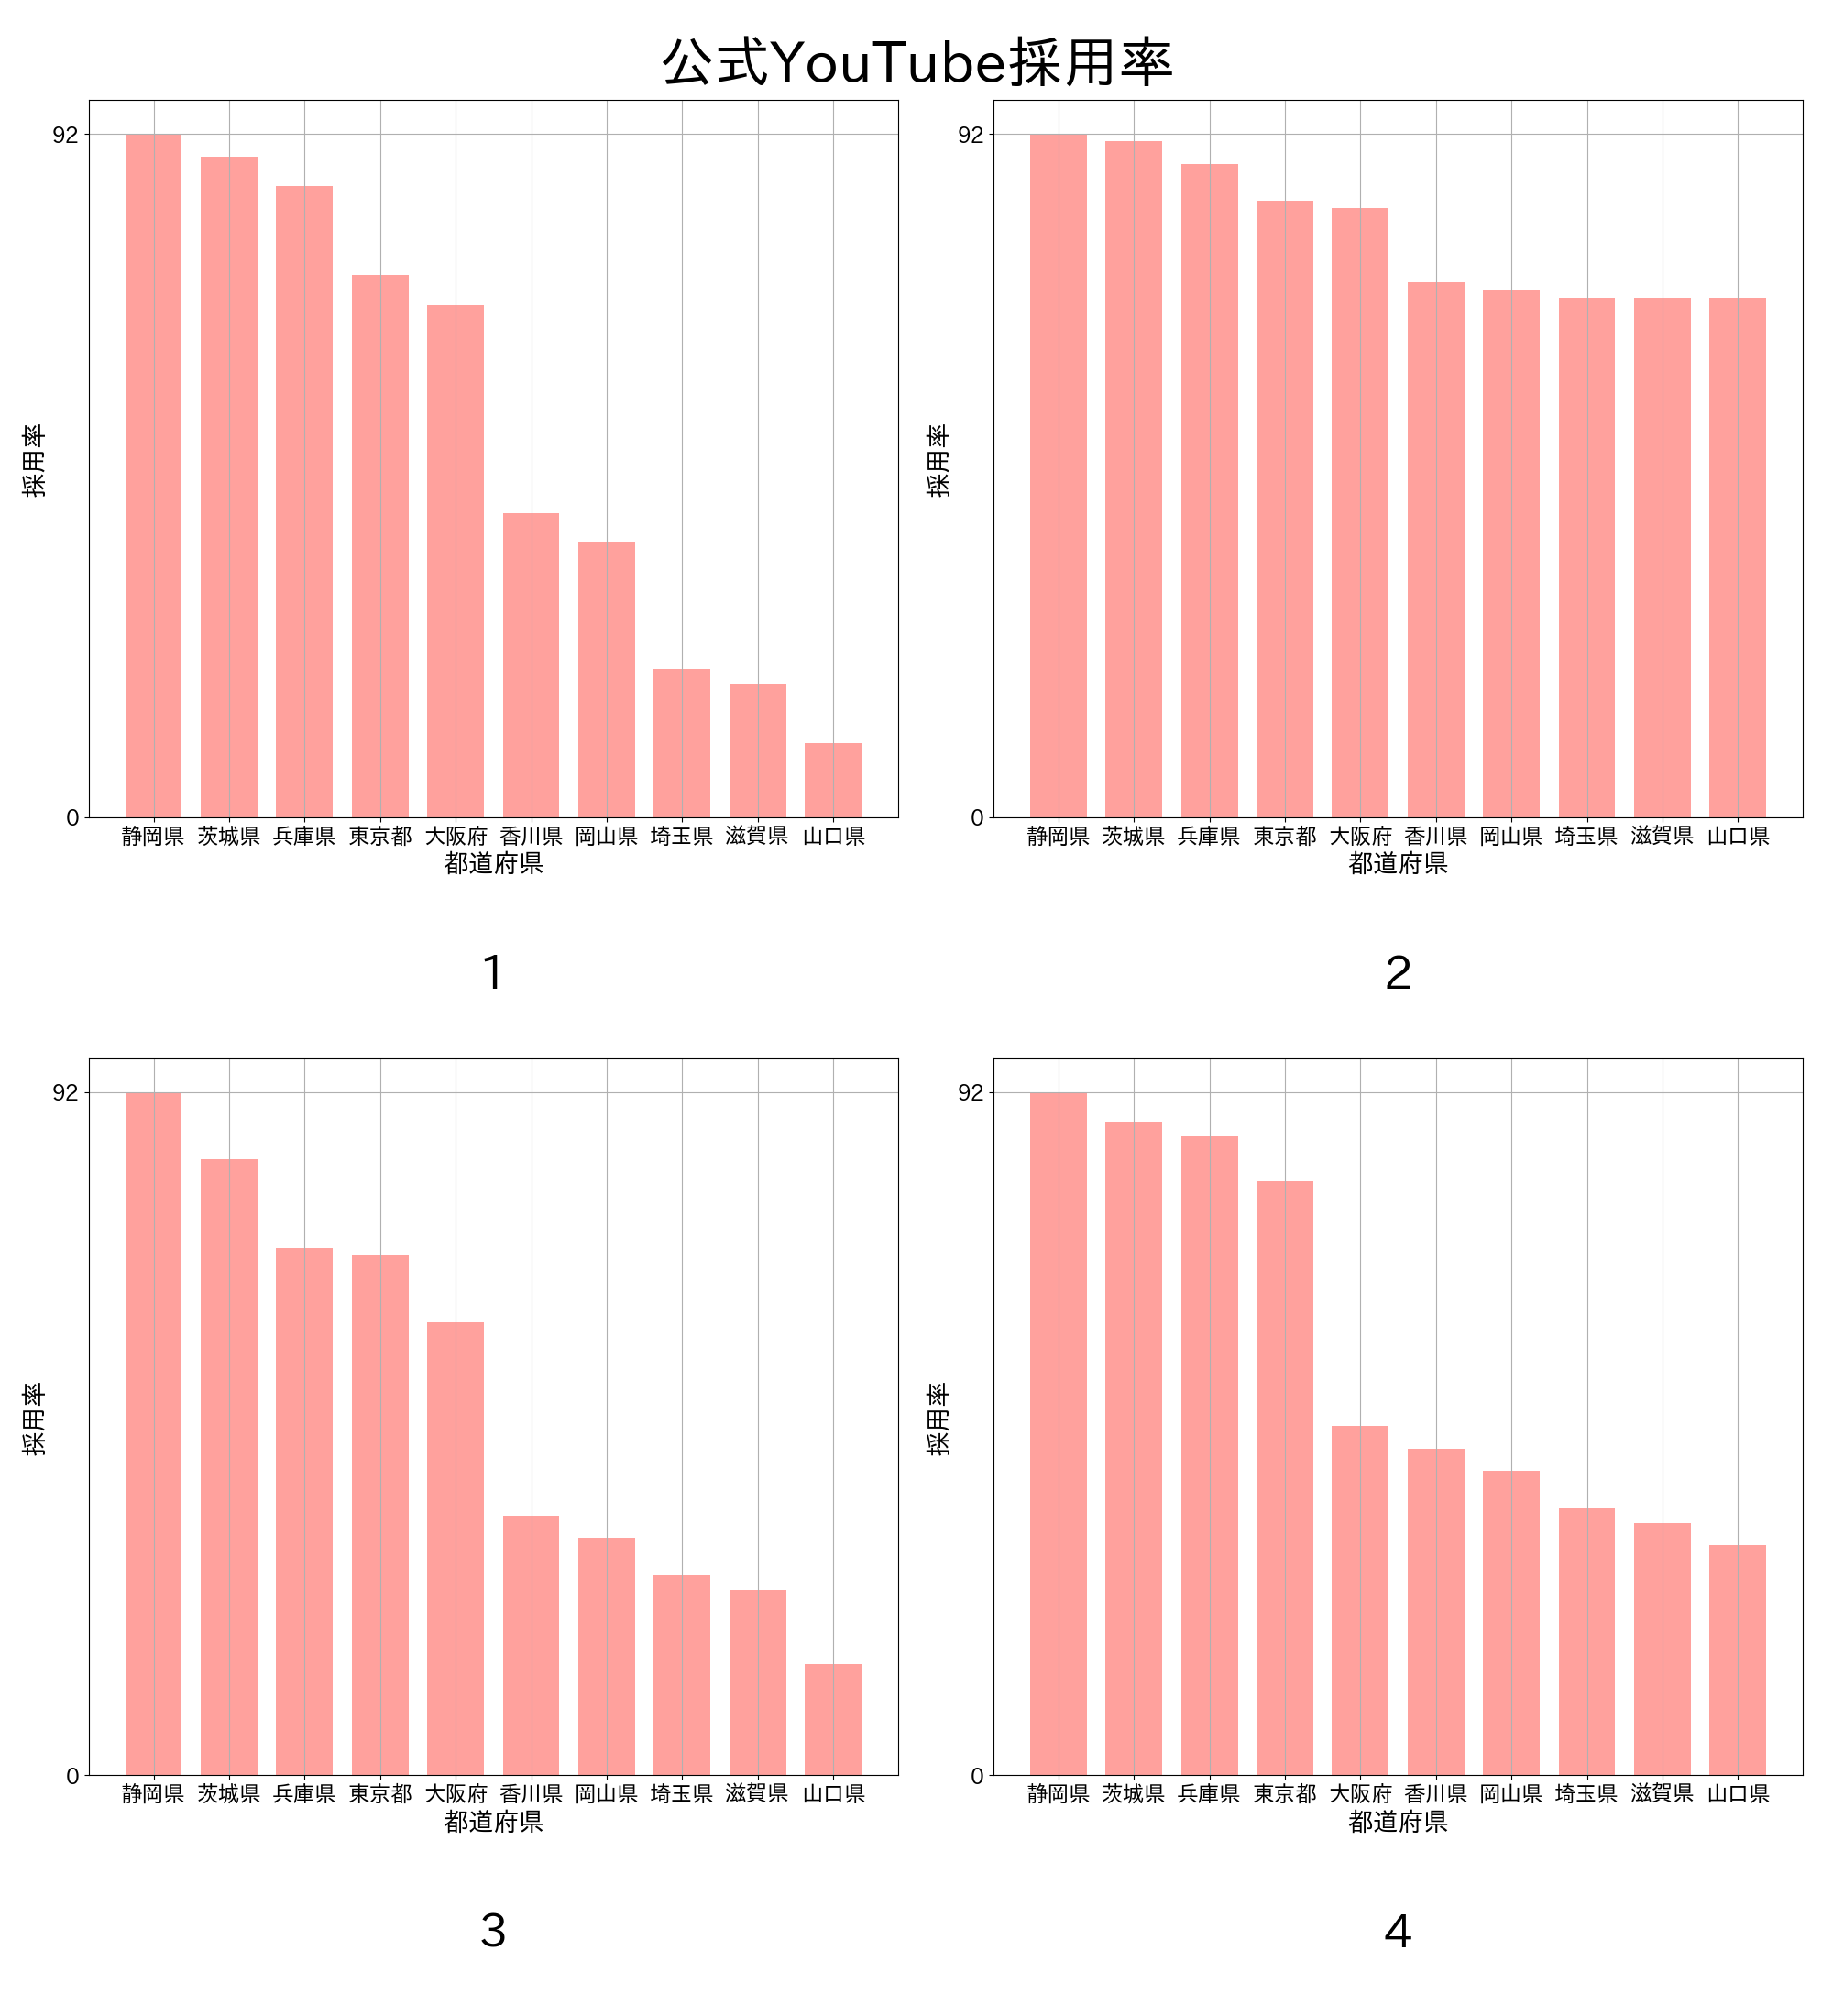 公式YouTube採用率
92
0
採用率
静岡県 茨城県 兵庫県 東京都 大阪府 香川県 岡山県 埼玉県 滋賀県 山口県
都道府県
1
92
0
採用率
静岡県 茨城県 兵庫県 東京都 大阪府 香川県 岡山県 埼玉県 滋賀県 山口県
都道府県
2
92
0
採用率
静岡県 茨城県 兵庫県 東京都 大阪府 香川県 岡山県 埼玉県 滋賀県 山口県
都道府県
3
92
0
採用率
静岡県 茨城県 兵庫県 東京都 大阪府 香川県 岡山県 埼玉県 滋賀県 山口県
都道府県
4